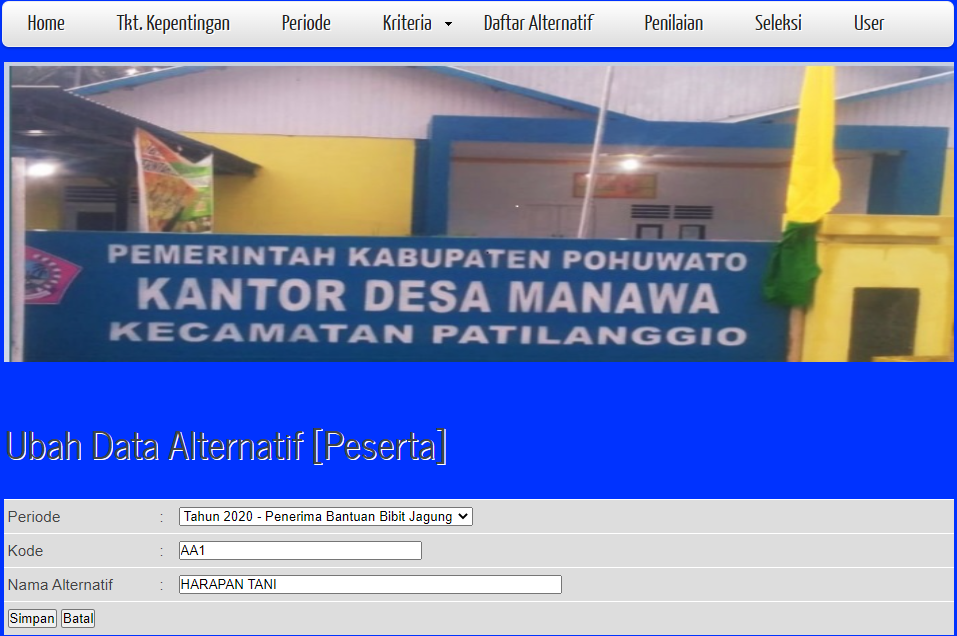 Home Tkt. Kepentingan Periode Kriteria Daftar Alternatif Penilaian Seleksi User
PEMERINTAH KABUPATEN POHUWATO
KANTOR DESA MANAWA
KECAMATAN PATILANGGIO
Ubah Data Alternatif [Peserta]
Periode : Tahun 2020 - Penerima Bantuan Bibit Jagung
Kode : AA1
Nama Alternatif : HARAPAN TANI
Simpan Batal